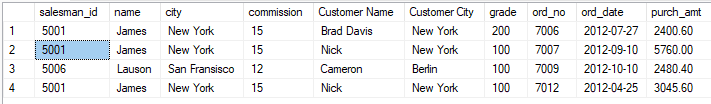 salesman_id name city commission Customer Name Customer City grade ord_no ord_date purch_amt
1 5001 James New York 15 Brad Davis New York 200 7006 2012-07-27 2400.60
2 5001 James New York 15 Nick New York 100 7007 2012-09-10 5760.00
3 5006 Lauson San Fransisco 12 Cameron Berlin 100 7009 2012-10-10 2480.40
4 5001 James New York 15 Nick New York 100 7012 2012-04-25 3045.60